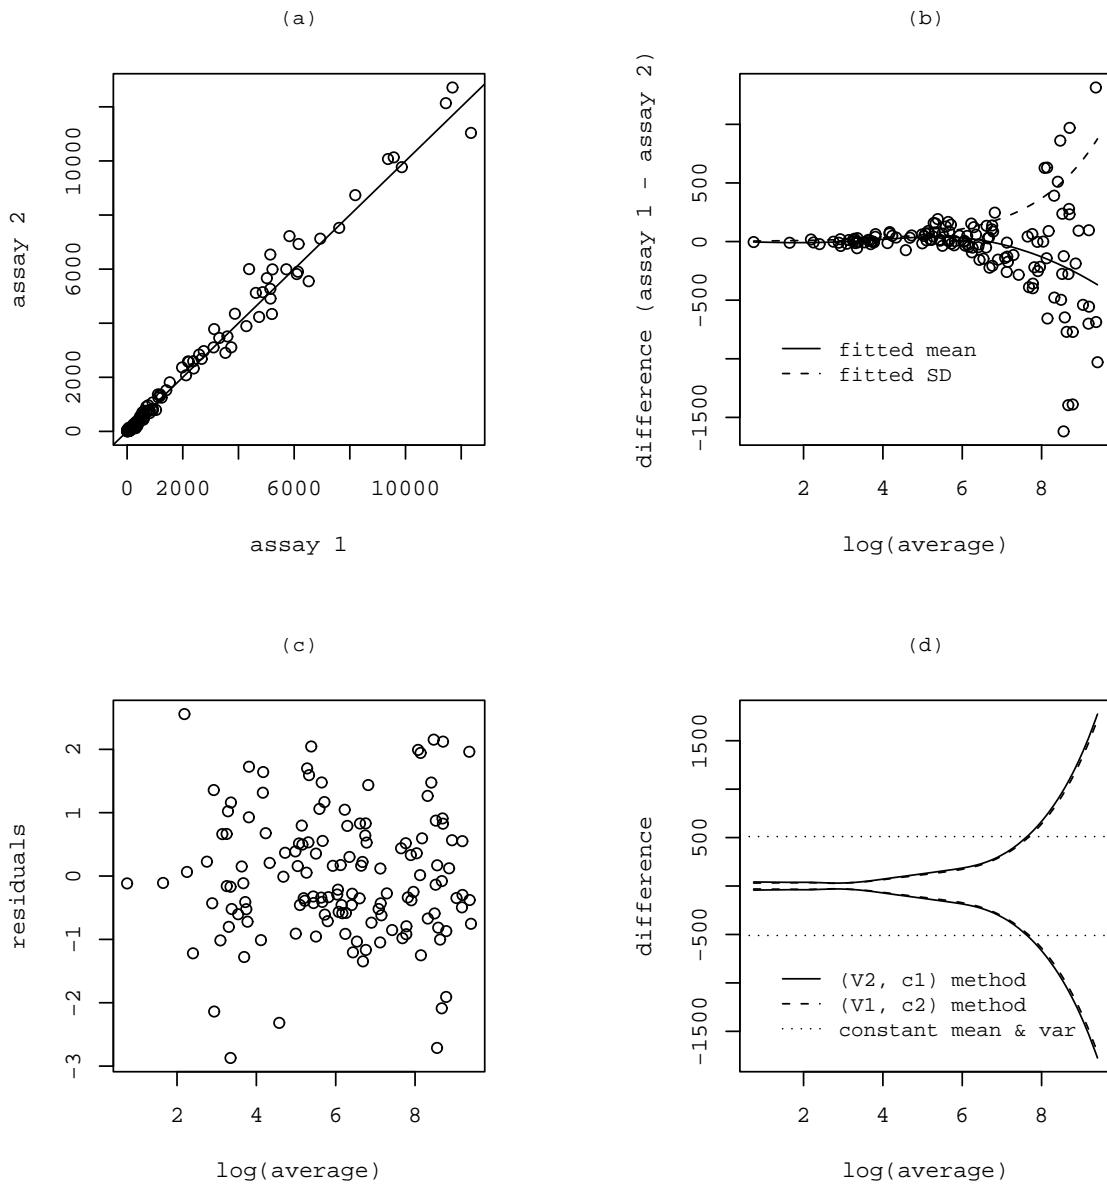 (a)
assay 2
0 2000 6000 10000
0 2000 6000 10000
assay 1
(b)
difference (assay 1 - assay 2)
-1500 -500 0 500
fitted mean
fitted SD
2 4 6 8
log(average)
(c)
residuals
-3 -2 -1 0 1 2
2 4 6 8
log(average)
(d)
difference
-1500 -500 500 1500
(V2, c1) method
(V1, c2) method
constant mean & var
2 4 6 8
log(average)